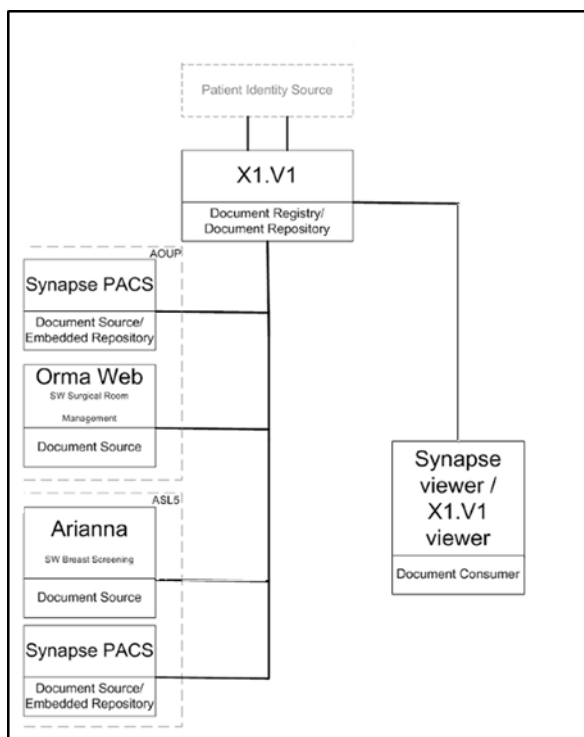 Patient Identity Source
X1.V1
Document Registry/
Document Repository
AOUP
Synapse PACS
Document Source/
Embedded Repository
Orma Web
SW Surgical Room
Management
Document Source
ASL5
Arianna
SW Breast Screening
Document Source
Synapse PACS
Document Source/
Embedded Repository
Synapse
viewer /
X1.V1
viewer
Document Consumer